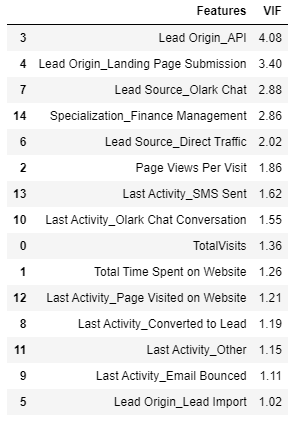 Features VIF
3 Lead Origin_API 4.08
4 Lead Origin_Landing Page Submission 3.40
7 Lead Source_Olark Chat 2.88
14 Specialization_Finance Management 2.86
6 Lead Source_Direct Traffic 2.02
2 Page Views Per Visit 1.86
13 Last Activity_SMS Sent 1.62
10 Last Activity_Olark Chat Conversation 1.55
0 TotalVisits 1.36
1 Total Time Spent on Website 1.26
12 Last Activity_Page Visited on Website 1.21
8 Last Activity_Converted to Lead 1.19
11 Last Activity_Other 1.15
9 Last Activity_Email Bounced 1.11
5 Lead Origin_Lead Import 1.02